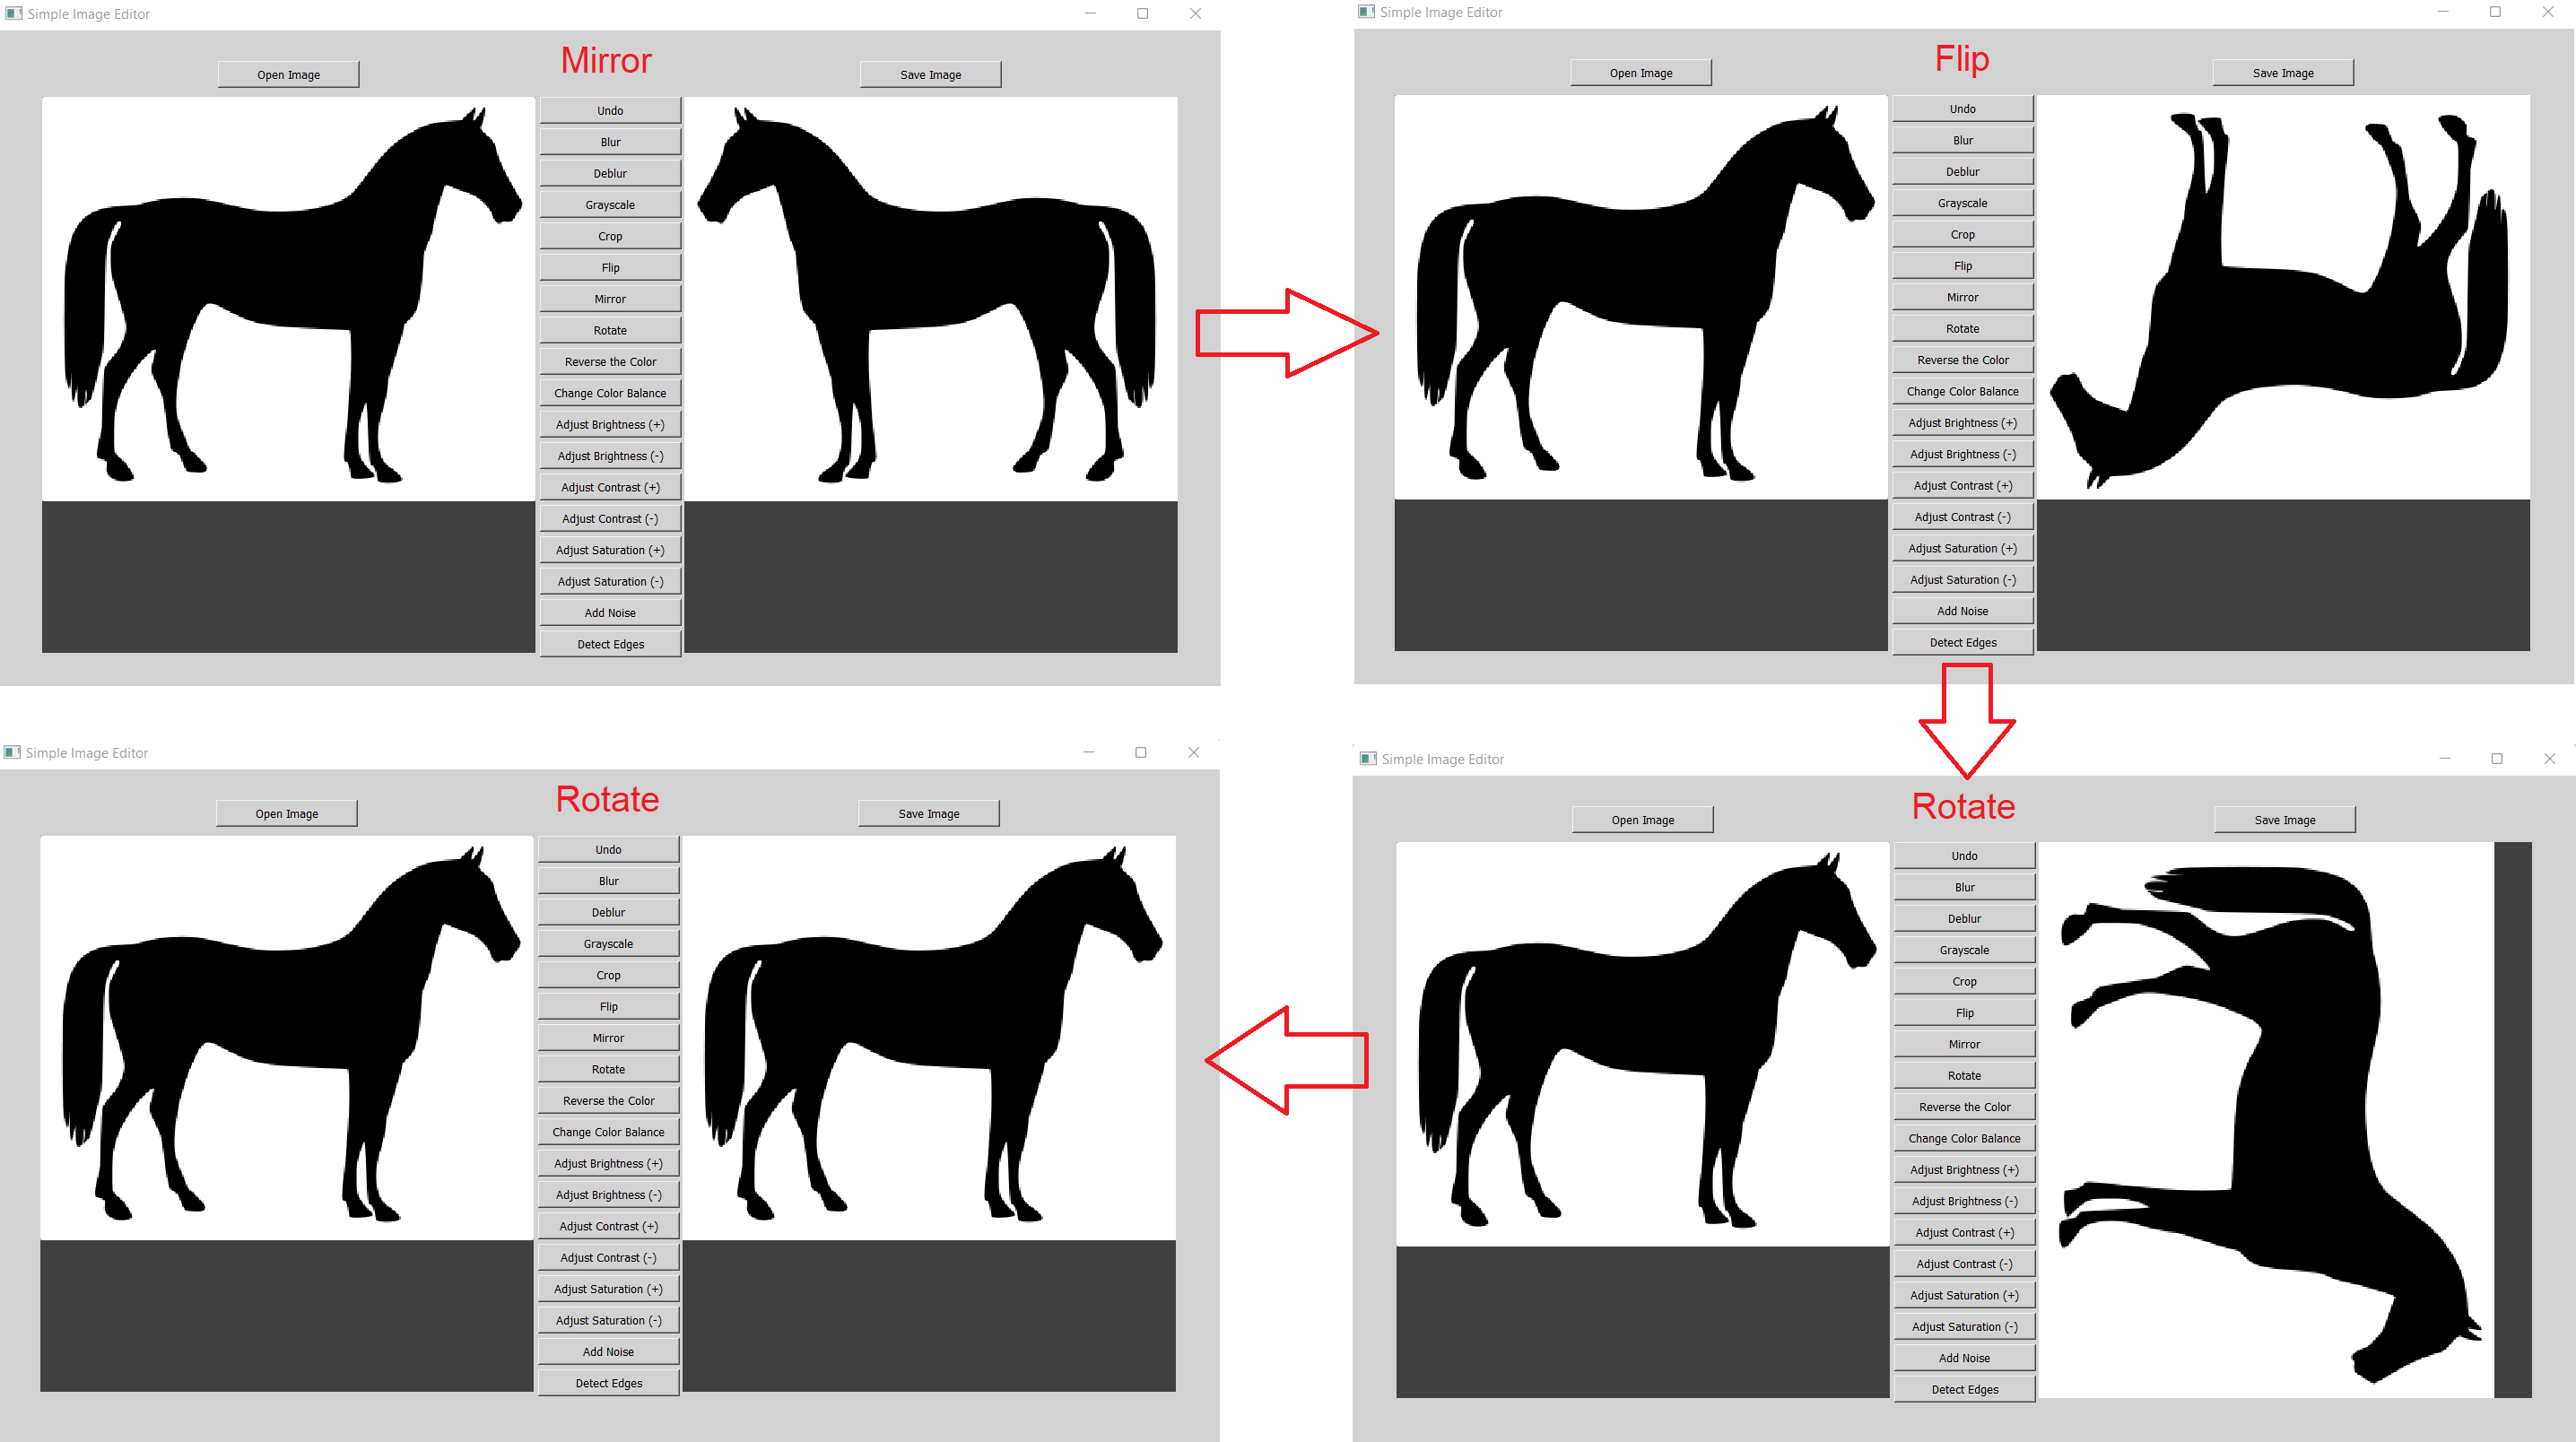 Simple Image Editor
Mirror
Open Image
Save Image
Undo
Blur
Deblur
Grayscale
Crop
Flip
Mirror
Rotate
Reverse the Color
Change Color Balance
Adjust Brightness (+)
Adjust Brightness (-)
Adjust Contrast (+)
Adjust Contrast (-)
Adjust Saturation (+)
Adjust Saturation (-)
Add Noise
Detect Edges
Simple Image Editor
Flip
Open Image
Save Image
Undo
Blur
Deblur
Grayscale
Crop
Flip
Mirror
Rotate
Reverse the Color
Change Color Balance
Adjust Brightness (+)
Adjust Brightness (-)
Adjust Contrast (+)
Adjust Contrast (-)
Adjust Saturation (+)
Adjust Saturation (-)
Add Noise
Detect Edges
Simple Image Editor
Rotate
Open Image
Save Image
Undo
Blur
Deblur
Grayscale
Crop
Flip
Mirror
Rotate
Reverse the Color
Change Color Balance
Adjust Brightness (+)
Adjust Brightness (-)
Adjust Contrast (+)
Adjust Contrast (-)
Adjust Saturation (+)
Adjust Saturation (-)
Add Noise
Detect Edges
Simple Image Editor
Rotate
Open Image
Save Image
Undo
Blur
Deblur
Grayscale
Crop
Flip
Mirror
Rotate
Reverse the Color
Change Color Balance
Adjust Brightness (+)
Adjust Brightness (-)
Adjust Contrast (+)
Adjust Contrast (-)
Adjust Saturation (+)
Adjust Saturation (-)
Add Noise
Detect Edges